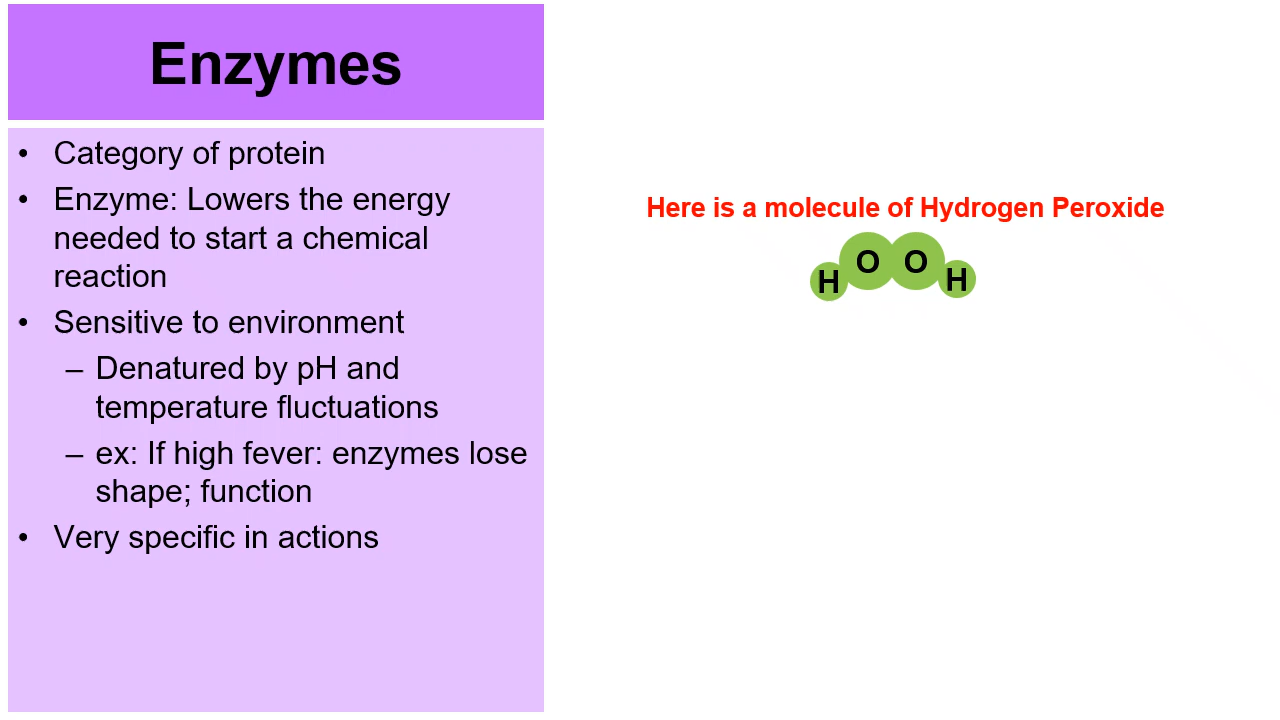 Enzymes
• Category of protein
• Enzyme: Lowers the energy
needed to start a chemical
reaction
• Sensitive to environment
– Denatured by pH and
temperature fluctuations
– ex: If high fever: enzymes lose
shape; function
• Very specific in actions
Here is a molecule of Hydrogen Peroxide
H O O H